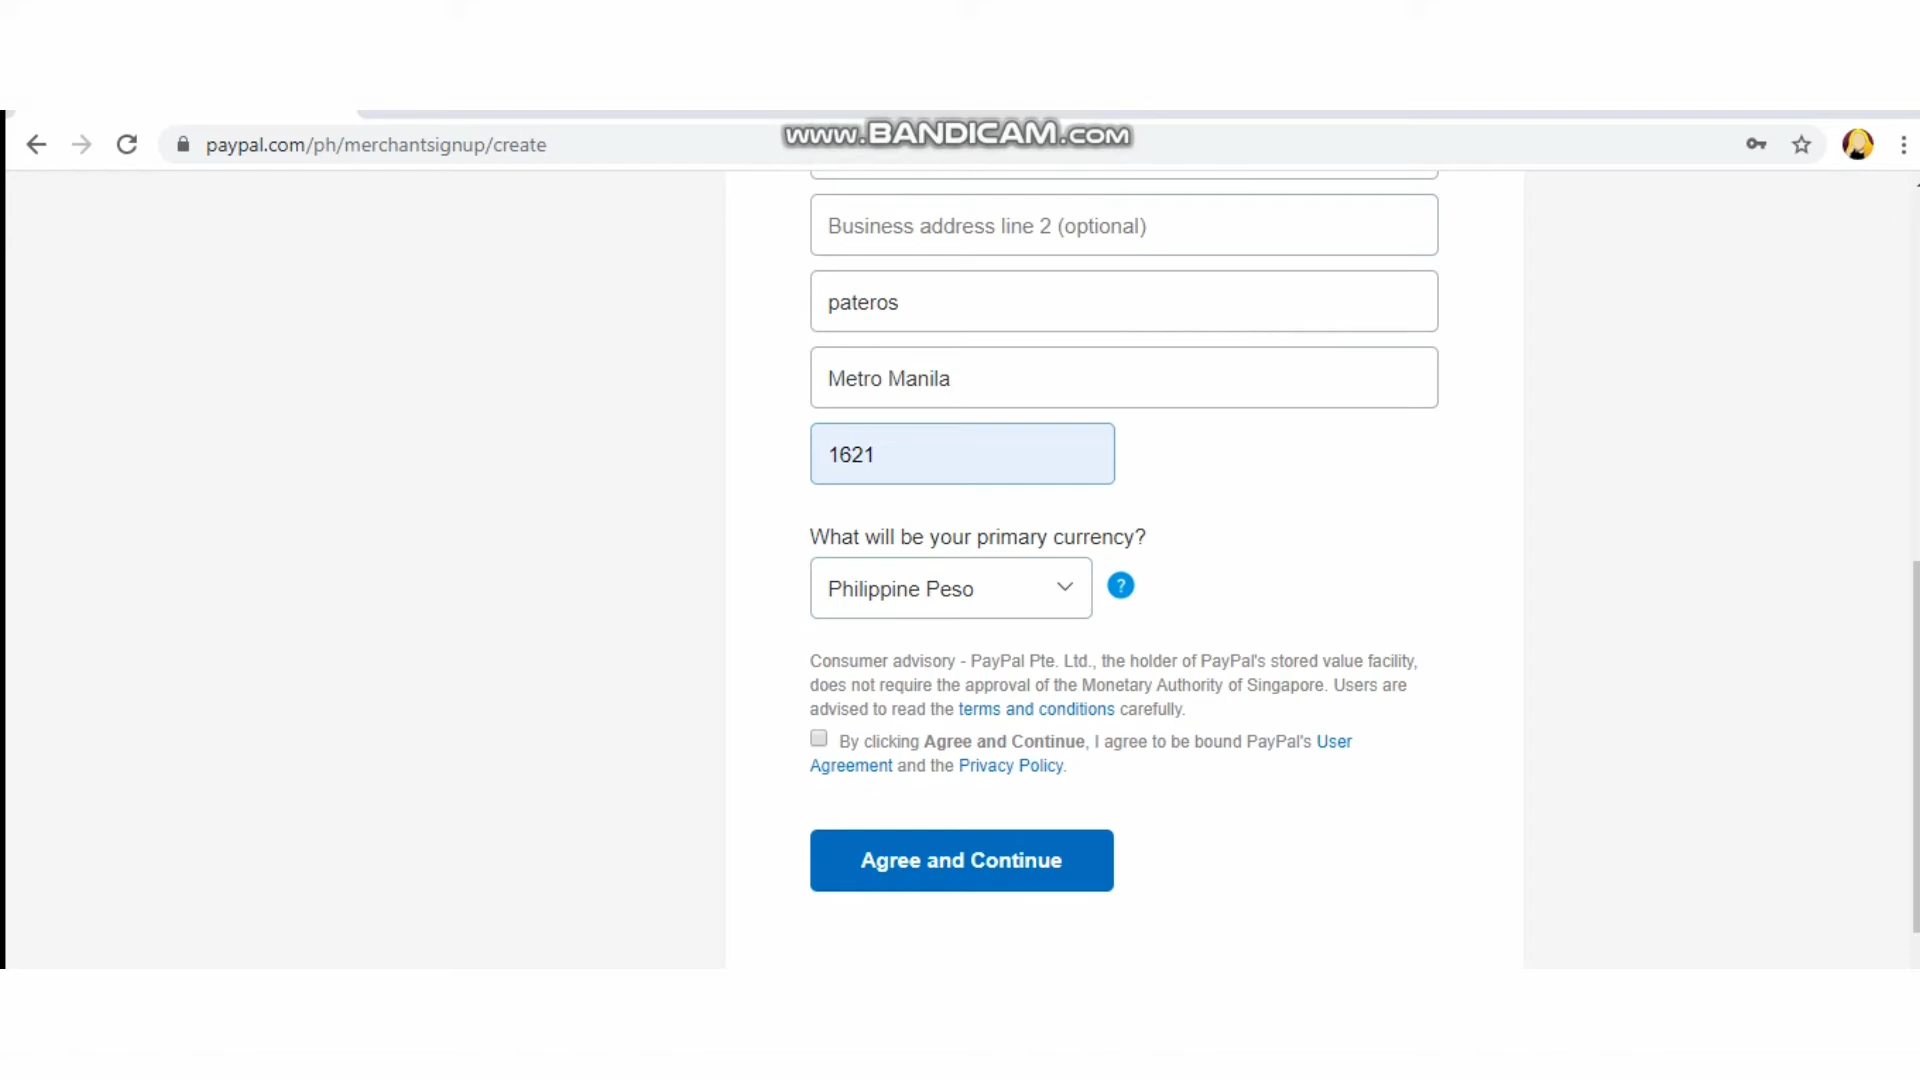 www.BANDICAM.com
paypal.com/ph/merchantsignup/create
Business address line 2 (optional)
pateros
Metro Manila
1621
What will be your primary currency?
Philippine Peso
?
Consumer advisory - PayPal Pte. Ltd., the holder of PayPal's stored value facility,
does not require the approval of the Monetary Authority of Singapore. Users are
advised to read the terms and conditions carefully.
By clicking Agree and Continue, I agree to be bound PayPal's User
Agreement and the Privacy Policy.
Agree and Continue